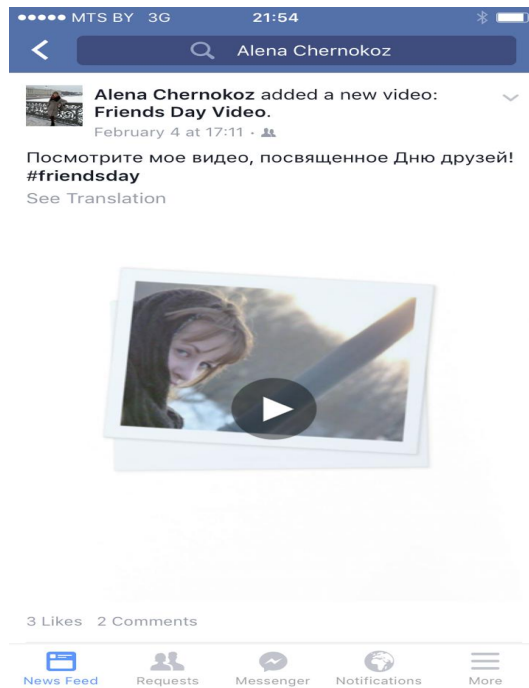 MTS BY 3G 21:54
Alena Chernokoz
Alena Chernokoz added a new video:
Friends Day Video.
February 4 at 17:11 ·
Посмотрите мое видео, посвященное Дню друзей!
#friendsday
See Translation
3 Likes 2 Comments
News Feed Requests Messenger Notifications More